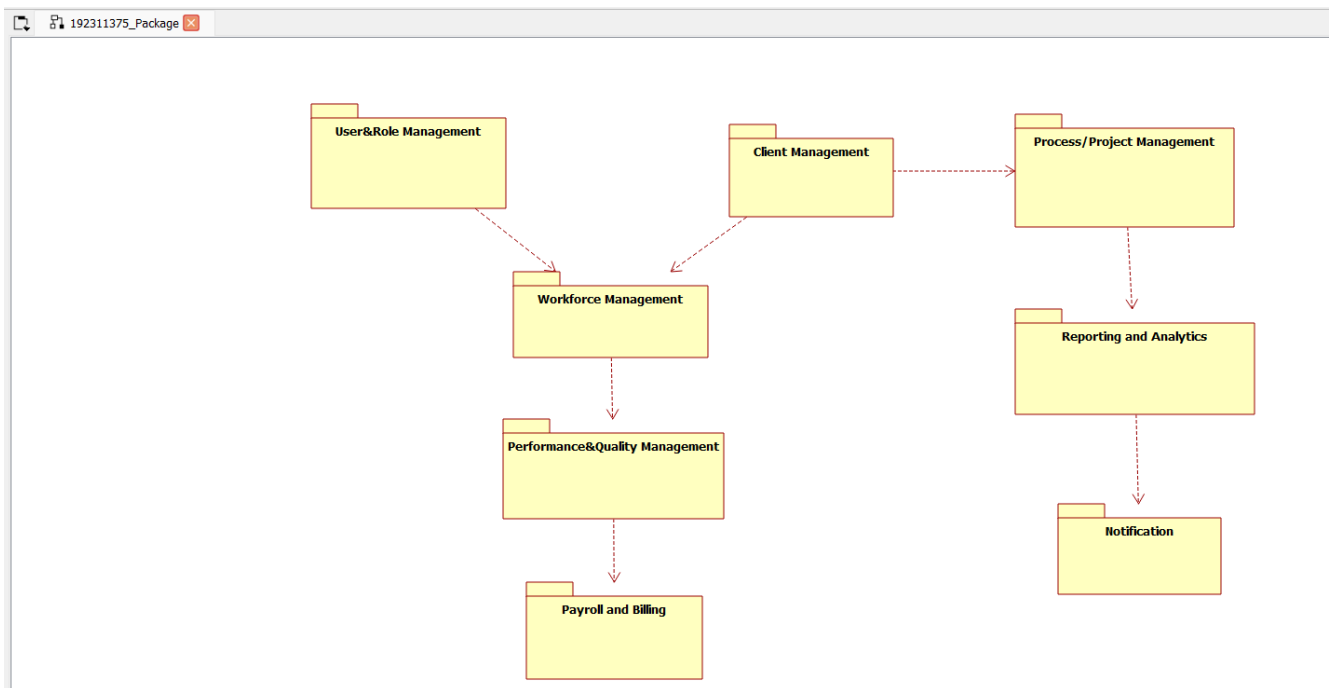 192311375_Package
User&Role Management
Client Management
Process/Project Management
Workforce Management
Reporting and Analytics
Performance&Quality Management
Notification
Payroll and Billing